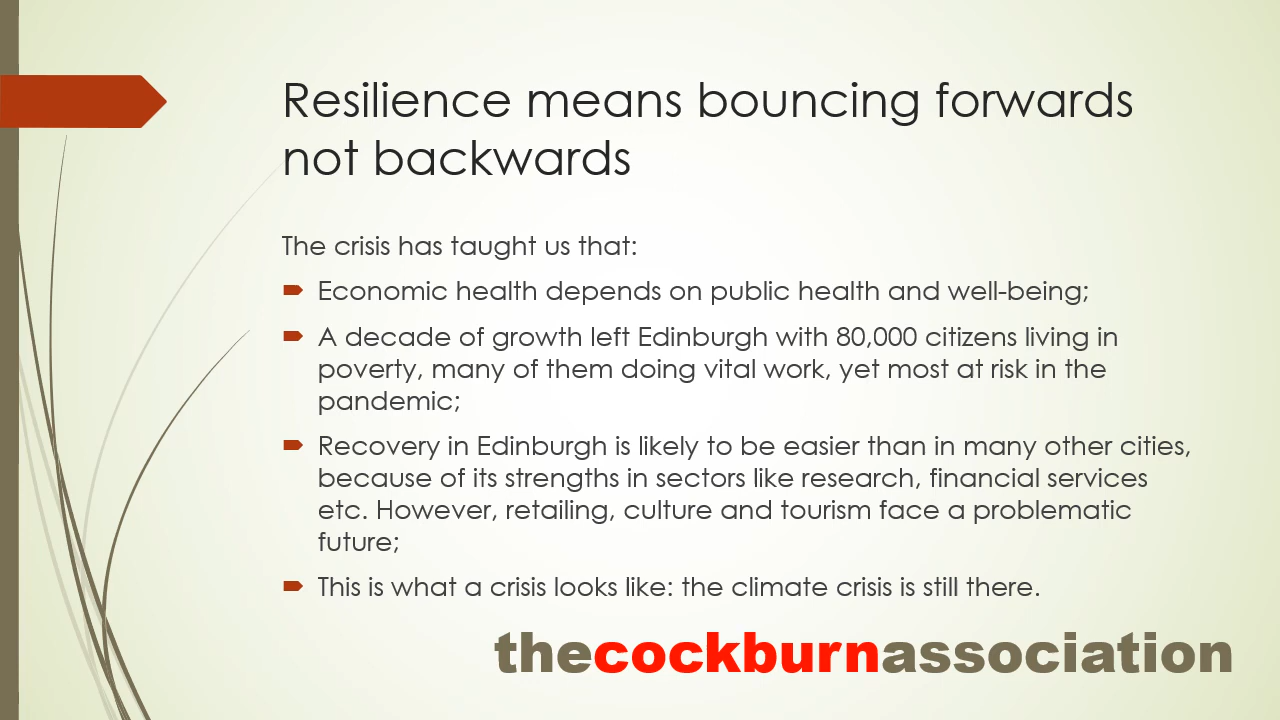 Resilience means bouncing forwards
not backwards
The crisis has taught us that:
Economic health depends on public health and well-being;
A decade of growth left Edinburgh with 80,000 citizens living in
poverty, many of them doing vital work, yet most at risk in the
pandemic;
Recovery in Edinburgh is likely to be easier than in many other cities,
because of its strengths in sectors like research, financial services
etc. However, retailing, culture and tourism face a problematic
future;
This is what a crisis looks like: the climate crisis is still there.
thecockburnassociation